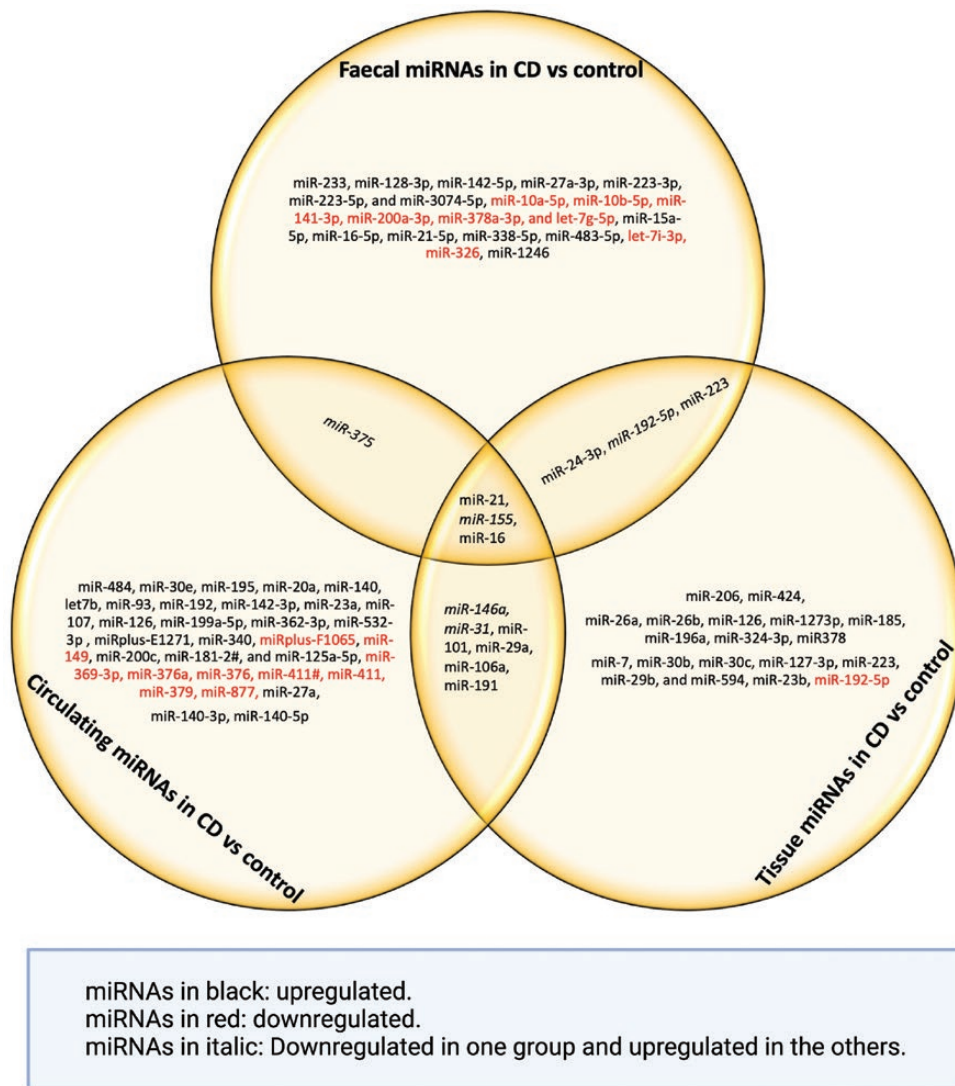 Faecal miRNAs in CD vs control
miR-233, miR-128-3p, miR-142-5p, miR-27a-3p, miR-223-3p,
miR-223-5p, and miR-3074-5p, miR-10a-5p, miR-10b-5p, miR-
141-3p, miR-200a-3p, miR-378a-3p, and let-7g-5p, miR-15a-
5p, miR-16-5p, miR-21-5p, miR-338-5p, miR-483-5p, let-7i-3p,
miR-326, miR-1246
miR-375
miR-24-3p, miR-192-5p, miR-223
miR-21,
miR-155,
miR-16
miR-484, miR-30e, miR-195, miR-20a, miR-140,
let7b, miR-93, miR-192, miR-142-3p, miR-23a, miR-
107, miR-126, miR-199a-5p, miR-362-3p, miR-532-
3p , miRplus-E1271, miR-340, miRplus-F1065, miR-
149, miR-200c, miR-181-2#, and miR-125a-5p, miR-
369-3p, miR-376a, miR-376, miR-411#, miR-411,
miR-379, miR-877, miR-27a,
miR-140-3p, miR-140-5p
Circulating miRNAs in CD vs control
miR-146a,
miR-31, miR-
101, miR-29a,
miR-106a,
miR-191
miR-206, miR-424,
miR-26a, miR-26b, miR-126, miR-1273p, miR-185,
miR-196a, miR-324-3p, miR378
miR-7, miR-30b, miR-30c, miR-127-3p, miR-223,
miR-29b, and miR-594, miR-23b, miR-192-5p
Tissue miRNAs in CD vs control
miRNAs in black: upregulated.
miRNAs in red: downregulated.
miRNAs in italic: Downregulated in one group and upregulated in the others.